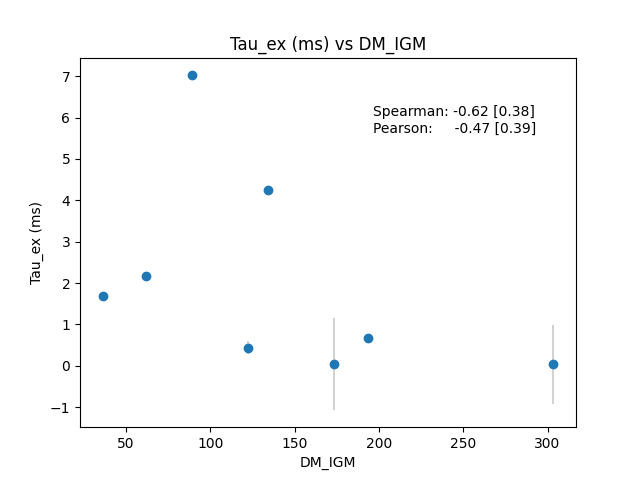 Tau_ex (ms) vs DM_IGM
Spearman: -0.62 [0.38]
Pearson: -0.47 [0.39]
Tau_ex (ms)
7
6
5
4
3
2
1
0
−1
50 100 150 200 250 300
DM_IGM